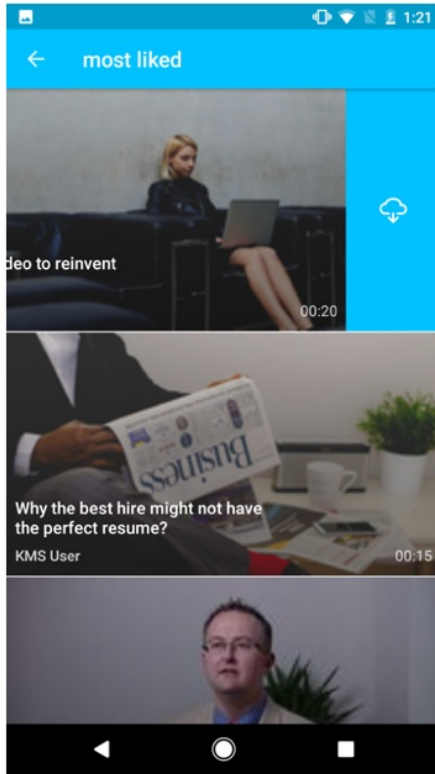 1:21
most liked
deo to reinvent
00:20
Business
Why the best hire might not have
the perfect resume?
KMS User
00:15